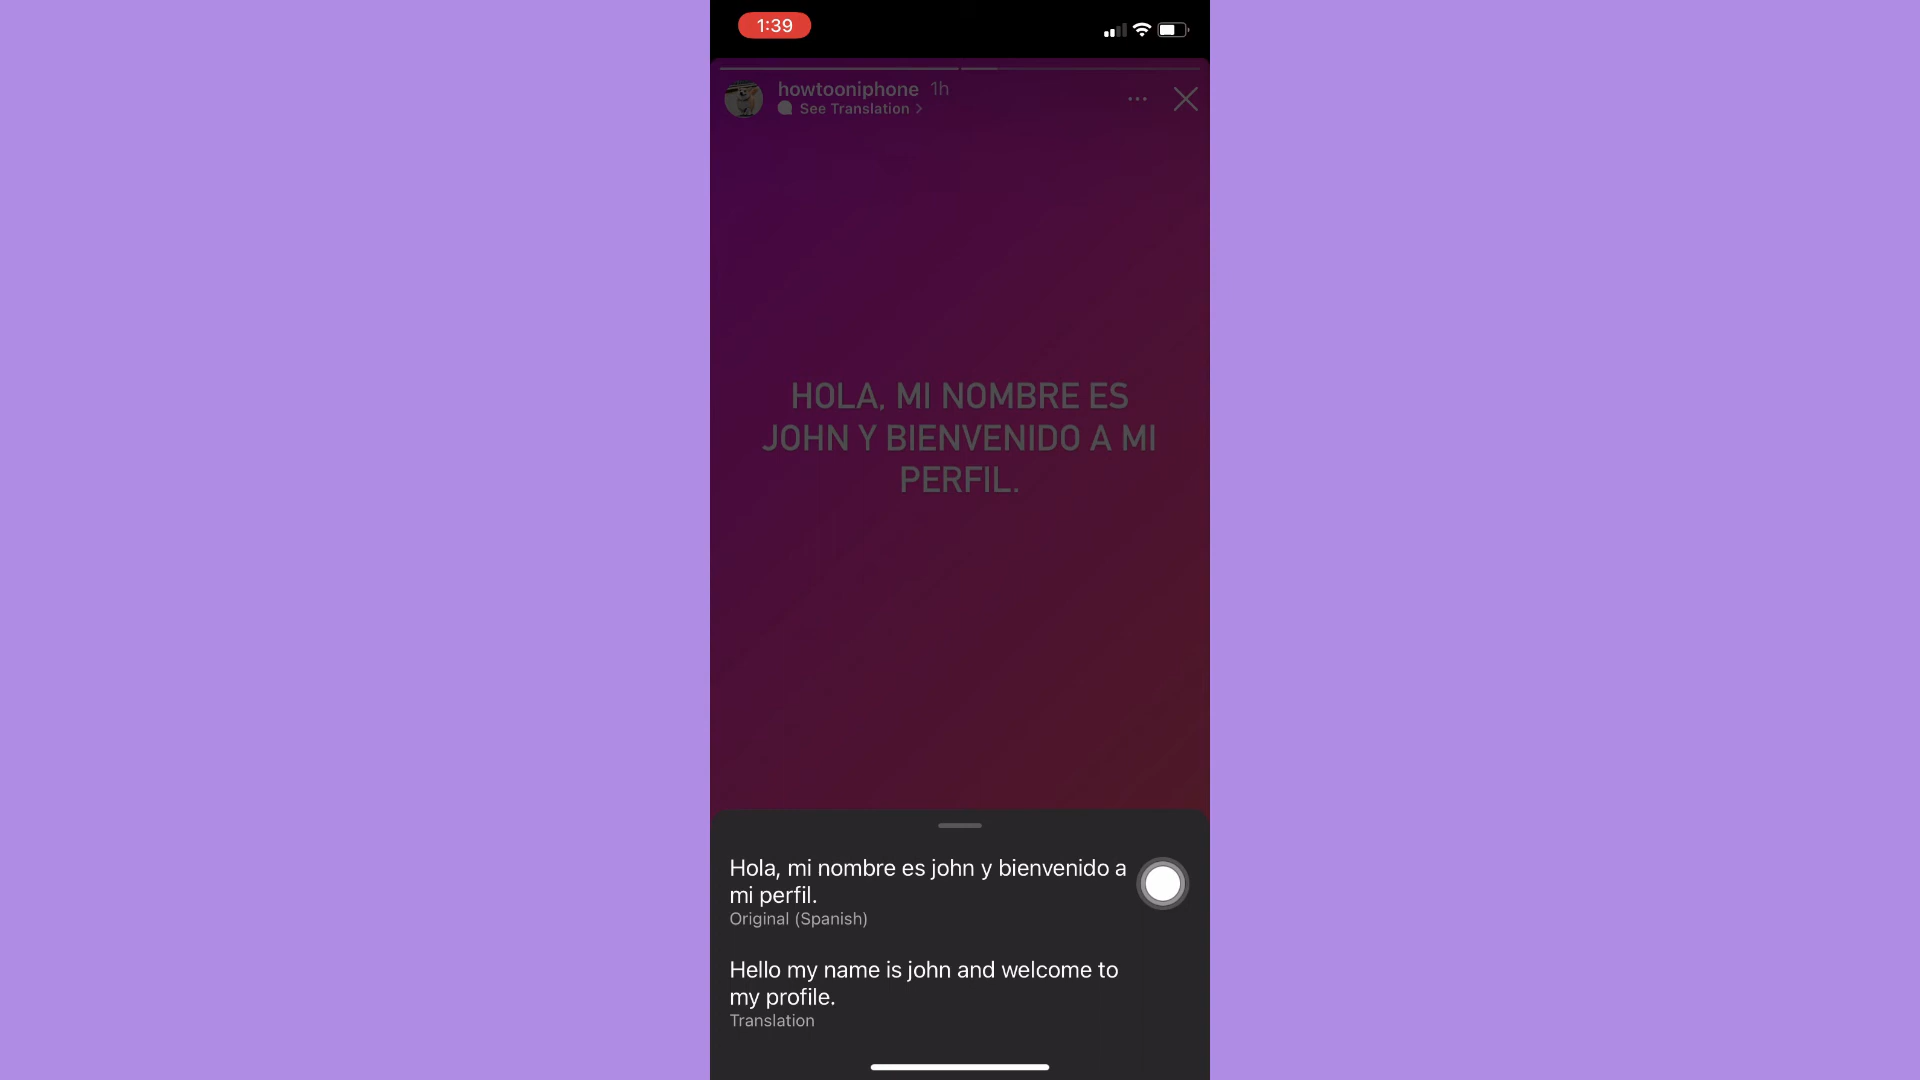 1:39
howtooniphone 1h
See Translation >
HOLA, MI NOMBRE ES
JOHN Y BIENVENIDO A MI
PERFIL.
Hola, mi nombre es john y bienvenido a
mi perfil.
Original (Spanish)
Hello my name is john and welcome to
my profile.
Translation